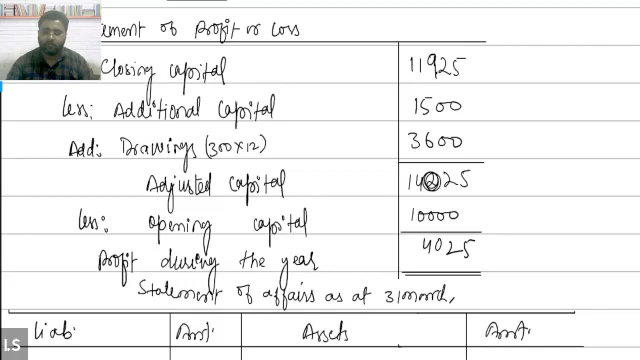 ement of Profit or Loss
Closing Capital 11925
Less: Additional Capital 1500
Add: Drawings (300×12) 3600
Adjusted Capital 14025
Less: opening capital 10000
Profit during the year 4025
Statement of affairs as at 31 march,
Liab: Amt: Assets Amt:
I.S